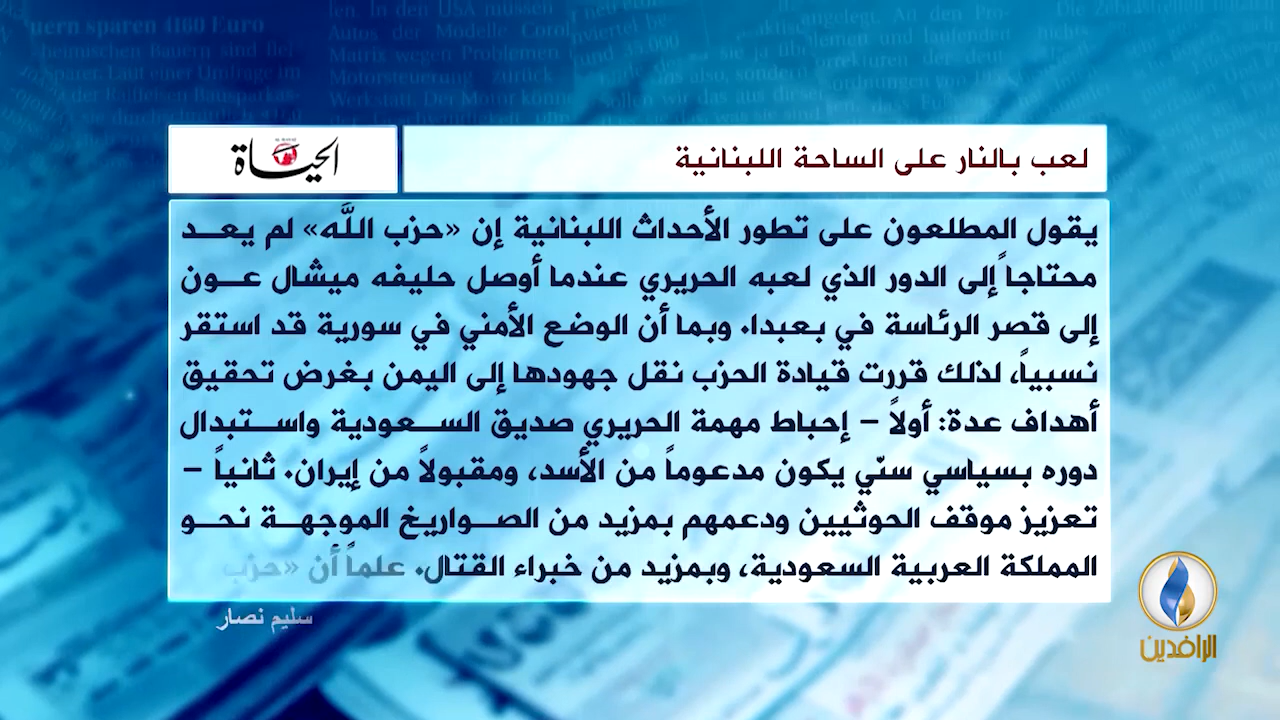 لعب بالنار على الساحة اللبنانية
الحياة
يقول المطلعون على تطور الأحداث اللبنانية إن «حزب اللَّه» لم يعد
محتاجاً إلى الدور الذي لعبه الحريري عندما أوصل حليفه ميشال عون
إلى قصر الرئاسة في بعبدا. وبما أن الوضع الأمني في سورية قد استقر
نسبياً، لذلك قررت قيادة الحزب نقل جهودها إلى اليمن بغرض تحقيق
أهداف عدة: أولاً – إحباط مهمة الحريري صديق السعودية واستبدال
دوره بسياسي سنّي يكون مدعوماً من الأسد، ومقبولاً من إيران. ثانياً –
تعزيز موقف الحوثيين ودعمهم بمزيد من الصواريخ الموجهة نحو
المملكة العربية السعودية، وبمزيد من خبراء القتال. علماً أن «حزب
سليم نصار
الرافدين